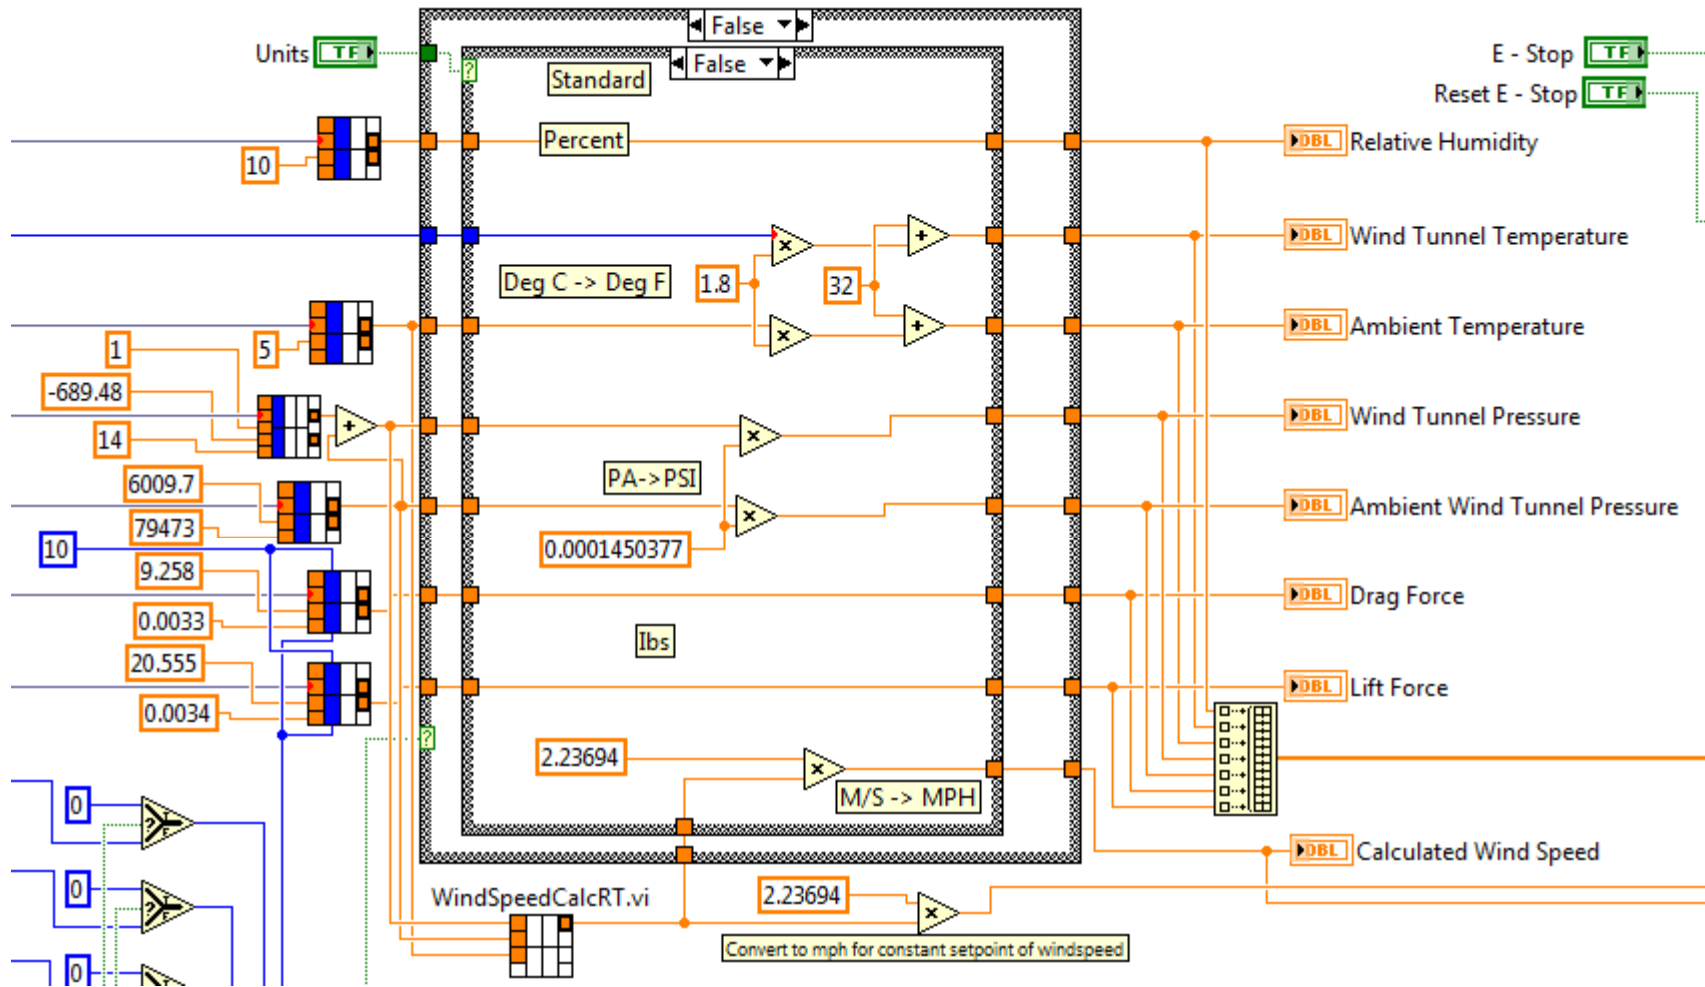 False
Units
TF
False
Standard
E - Stop
TF
Reset E - Stop
TF
Percent
10
DBL
Relative Humidity
DBL
Wind Tunnel Temperature
Deg C -> Deg F
1.8
32
1
5
DBL
Ambient Temperature
-689.48
14
DBL
Wind Tunnel Pressure
PA->PSI
6009.7
79473
DBL
Ambient Wind Tunnel Pressure
10
0.0001450377
9.258
DBL
Drag Force
0.0033
lbs
20.555
DBL
Lift Force
0.0034
2.23694
M/S -> MPH
0
T
F
DBL
Calculated Wind Speed
0
T
F
WindSpeedCalcRT.vi
2.23694
Convert to mph for constant setpoint of windspeed
0